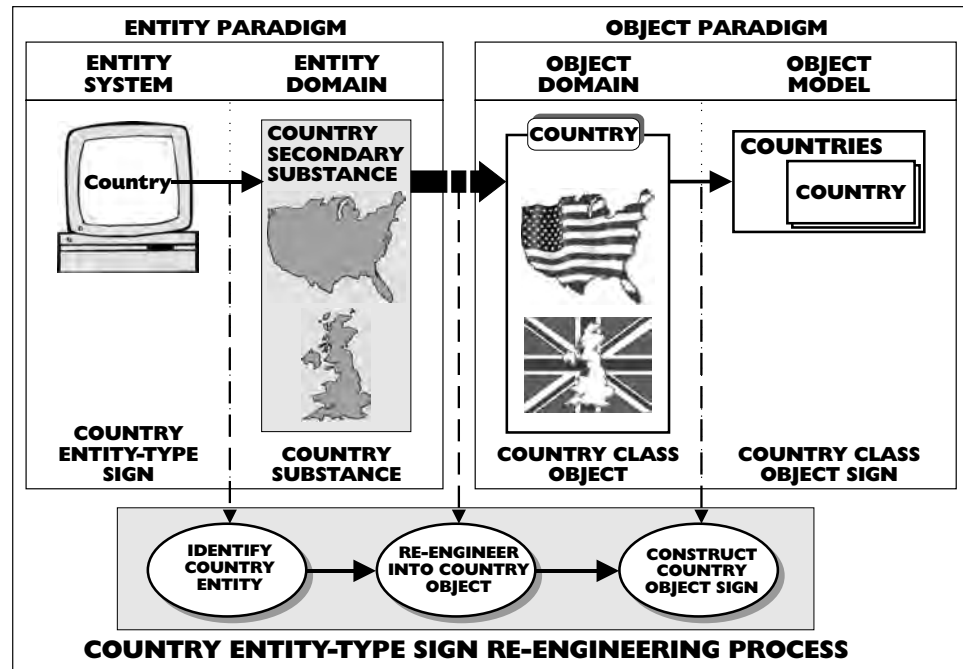 ENTITY PARADIGM
OBJECT PARADIGM
ENTITY
SYSTEM
ENTITY
DOMAIN
OBJECT
DOMAIN
OBJECT
MODEL
Country
COUNTRY
SECONDARY
SUBSTANCE
COUNTRY
COUNTRIES
COUNTRY
COUNTRY
ENTITY-TYPE
SIGN
COUNTRY
SUBSTANCE
COUNTRY CLASS
OBJECT
COUNTRY CLASS
OBJECT SIGN
IDENTIFY
COUNTRY
ENTITY
RE-ENGINEER
INTO COUNTRY
OBJECT
CONSTRUCT
COUNTRY
OBJECT SIGN
COUNTRY ENTITY-TYPE SIGN RE-ENGINEERING PROCESS